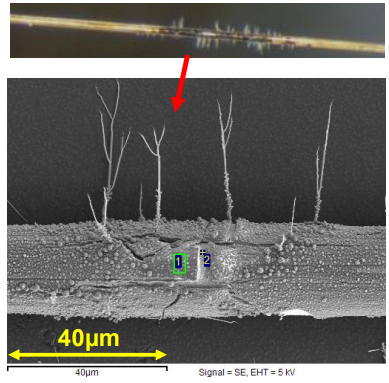 1
2
40µm
40µm
Signal = SE, EHT = 5 kV